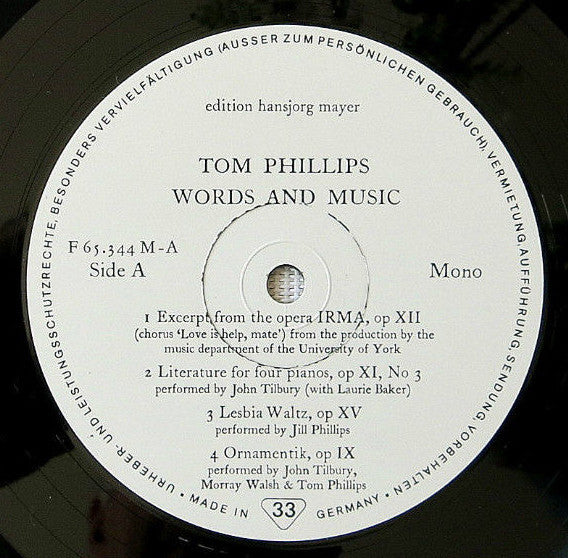 URHEBER- UND LEISTUNGSSCHUTZRECHTE, BESONDERS VERVIELFÄLTIGUNG (AUSSER ZUM PERSÖNLICHEN GEBRAUCH), VERMIETUNG, AUFFÜHRUNG, SENDUNG, VORBEHALTEN
edition hansjorg mayer
TOM PHILLIPS
WORDS AND MUSIC
F 65.344 M-A
Side A
Mono
1 Excerpt from the opera IRMA, op XII
(chorus ‘Love is help, mate’) from the production by the
music department of the University of York
2 Literature for four pianos, op XI, No 3
performed by John Tilbury (with Laurie Baker)
3 Lesbia Waltz, op XV
performed by Jill Phillips
4 Ornamentik, op IX
performed by John Tilbury,
Morray Walsh & Tom Phillips
• MADE IN 33 GERMANY •